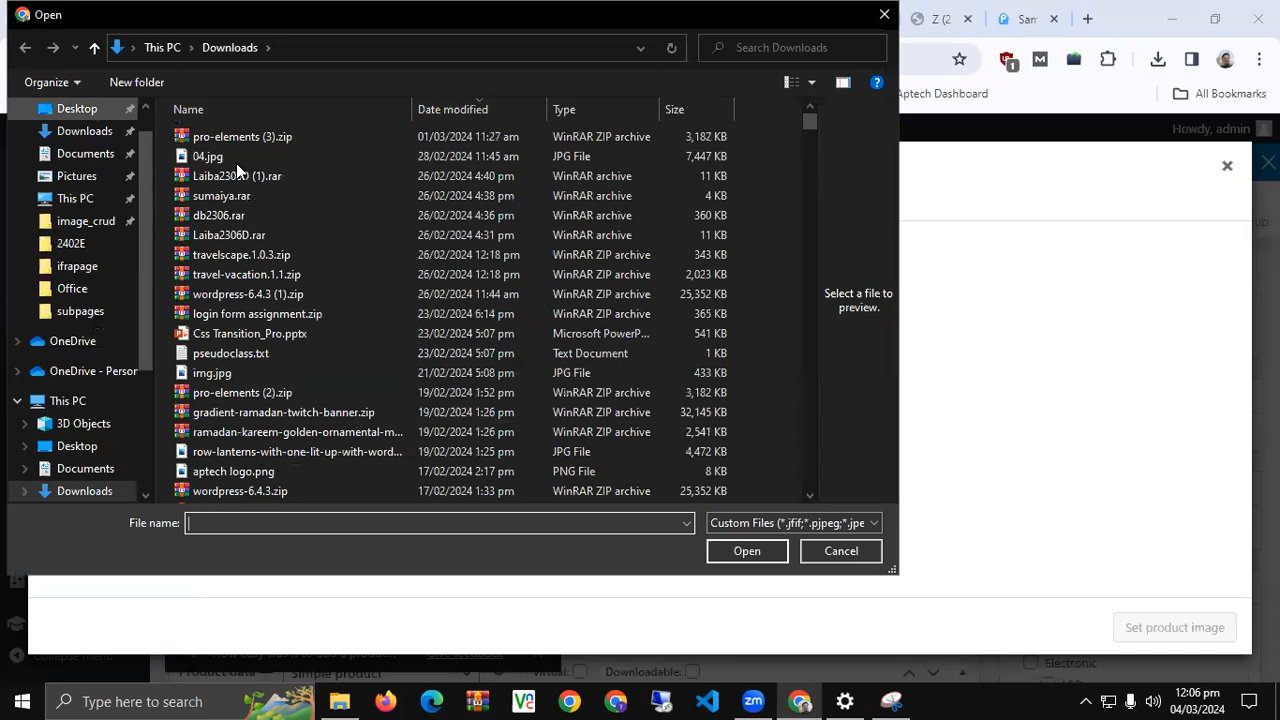 Open
Z (2
San
This PC
Downloads
Search Downloads
1
Organize
New folder
Aptech Dashboard
All Bookmarks
Desktop
Name
Date modified
Type
Size
Howdy, admin
Downloads
pro-elements (3).zip
01/03/2024 11:27 am
WinRAR ZIP archive
3,182 KB
Documents
04.jpg
28/02/2024 11:45 am
JPG File
7,447 KB
Pictures
(1).rar
26/02/2024 4:40 pm
WinRAR archive
11 KB
This PC
sumaiya.rar
26/02/2024 4:38 pm
WinRAR archive
4 KB
image_crud
db2306.rar
26/02/2024 4:36 pm
WinRAR archive
360 KB
2402E
Laiba2306D.rar
26/02/2024 4:31 pm
WinRAR archive
11 KB
ifrapage
travelscape.1.0.3.zip
26/02/2024 12:18 pm
WinRAR ZIP archive
343 KB
Office
travel-vacation.1.1.zip
26/02/2024 12:18 pm
WinRAR ZIP archive
2,023 KB
subpages
wordpress-6.4.3 (1).zip
26/02/2024 11:44 am
WinRAR ZIP archive
25,352 KB
login form assignment.zip
23/02/2024 6:14 pm
WinRAR ZIP archive
365 KB
OneDrive
Css Transition_Pro.pptx
23/02/2024 5:07 pm
Microsoft PowerP...
541 KB
pseudoclass.txt
23/02/2024 5:07 pm
Text Document
1 KB
OneDrive - Person
img.jpg
21/02/2024 5:08 pm
JPG File
433 KB
This PC
pro-elements (2).zip
19/02/2024 1:52 pm
WinRAR ZIP archive
3,182 KB
3D Objects
gradient-ramadan-twitch-banner.zip
19/02/2024 1:26 pm
WinRAR ZIP archive
32,145 KB
Desktop
ramadan-kareem-golden-ornamental-m...
19/02/2024 1:26 pm
WinRAR ZIP archive
2,541 KB
row-lanterns-with-one-lit-up-with-word...
19/02/2024 1:25 pm
JPG File
4,472 KB
Documents
aptech logo.png
17/02/2024 2:17 pm
PNG File
8 KB
Downloads
wordpress-6.4.3.zip
17/02/2024 1:33 pm
WinRAR ZIP archive
25,352 KB
Select a file to
preview.
File name:
Custom Files (*.jfif;*.pjpeg;*.jpe
Open
Cancel
Set product image
Collapse menu
Product data
Simple product
Virtual:
Downloadable:
Electronic
Type here to search
12:06 pm
04/03/2024